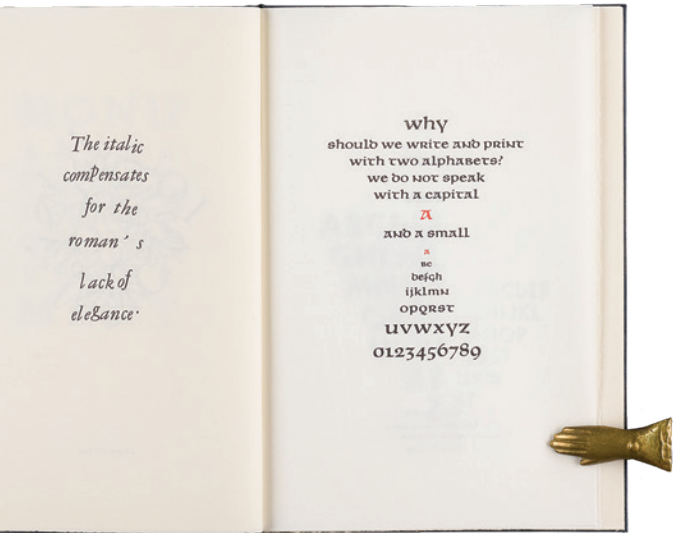 The italic
compensates
for the
roman's
lack of
elegance.
why
should we write and print
with two alphabets?
we do not speak
with a capital
a
and a small
a
bc
defgh
ijklmn
opqrst
uvwxyz
0123456789